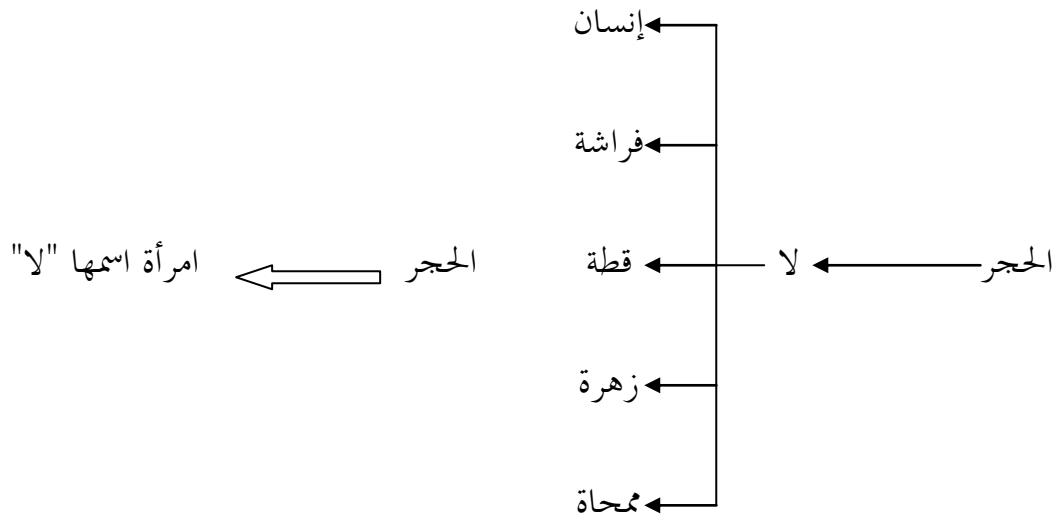 إنسان
فراشة
الحجر لا قطة الحجر امرأة اسمها "لا"
زهرة
ممحاة